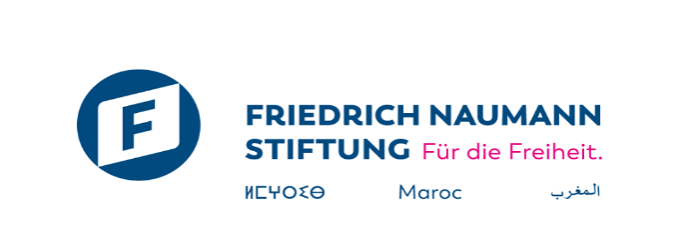 F
FRIEDRICH NAUMANN
STIFTUNG Für die Freiheit.
ⵍⵎⵖⵔⵉⴱ Maroc المغرب